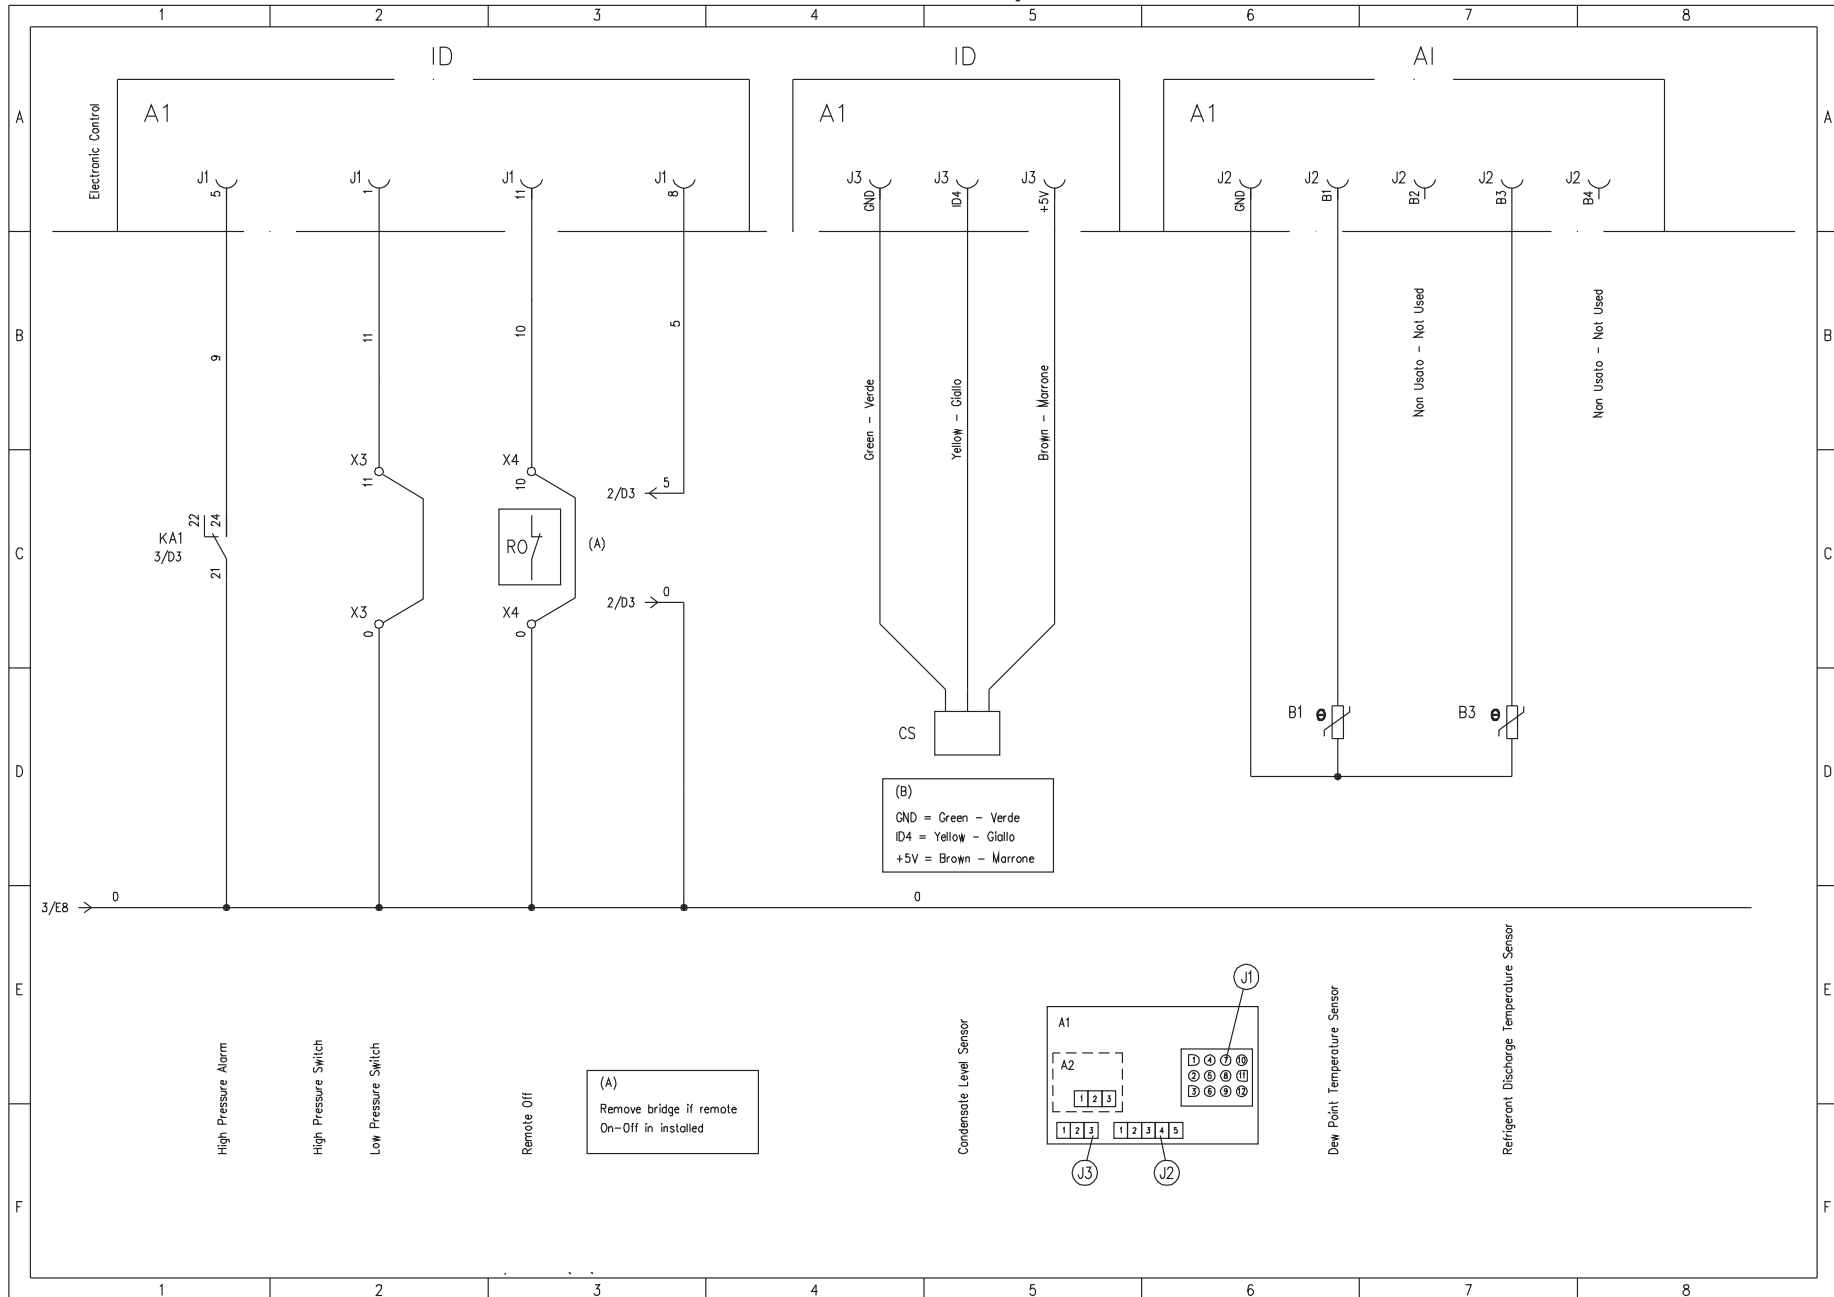 1 2 3 4 5 6 7 8
ID ID AI
A A1 A1 A1 A
Electronic Control
J1 J1 J1 J1 J3 J3 J3 J2 J2 J2 J2 J2
5 1 11 8 GND ID4 +5V GND B1 B2 B3 B4
B B
9 11 10 5
Green - Verde
Yellow - Giallo
Brown - Marrone
Non Usato - Not Used
Non Usato - Not Used
X3 X4
11 10
2/D3 5
22 24
KA1
3/D3
21
RO (A)
C C
2/D3 0
X3 X4
0 0
B1 Θ B3 Θ
CS
D D
(B)
GND = Green - Verde
ID4 = Yellow - Giallo
+5V = Brown - Marrone
3/E8 0 0
E E
High Pressure Alarm
High Pressure Switch
Low Pressure Switch
Remote Off
(A)
Remove bridge if remote
On-Off in installed
Condensate Level Sensor
J1
A1
A2
1 4 7 10
2 5 8 11
3 6 9 12
1 2 3
1 2 3 1 2 3 4 5
J3 J2
Dew Point Temperature Sensor
Refrigerant Discharge Temperature Sensor
F F
1 2 3 4 5 6 7 8